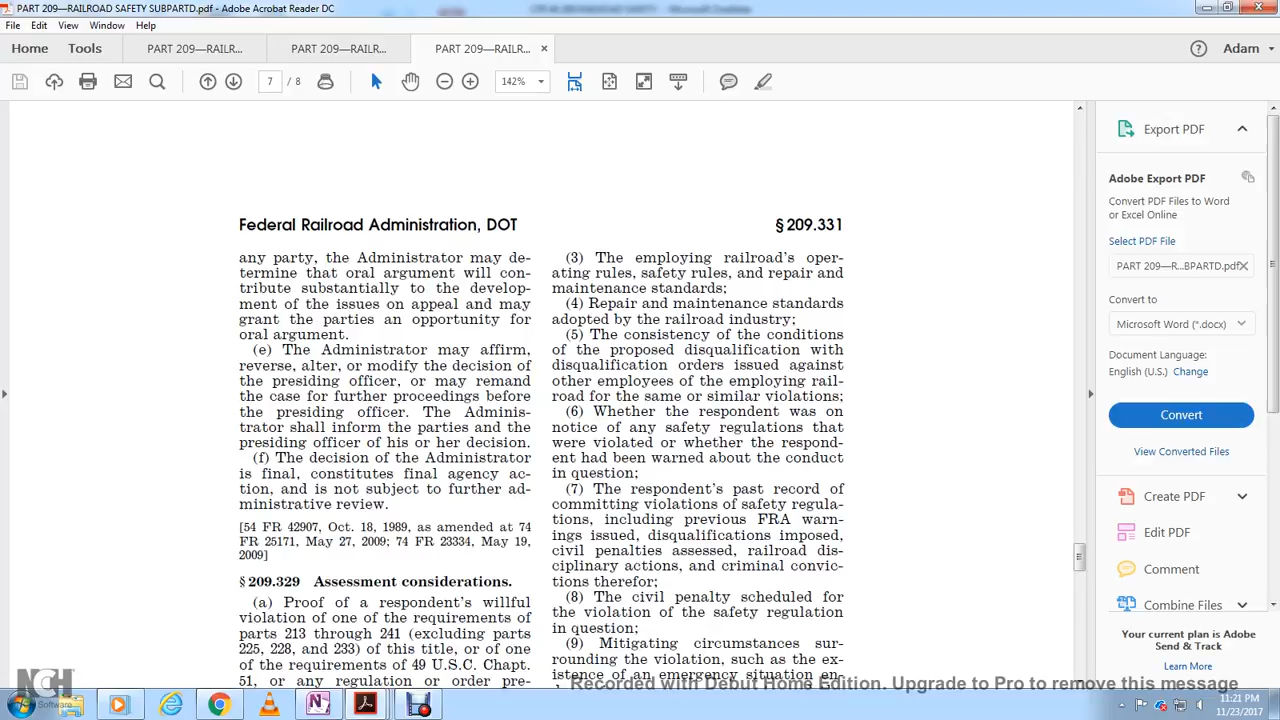 PART 209—RAILROAD SAFETY SUBPARTD.pdf - Adobe Acrobat Reader DC
File Edit View Window Help
Home Tools PART 209—RAILR... PART 209—RAILR... PART 209—RAILR... ×
Adam
7 / 8 142%
Federal Railroad Administration, DOT
§ 209.331
any party, the Administrator may de-
termine that oral argument will con-
tribute substantially to the develop-
ment of the issues on appeal and may
grant the parties an opportunity for
oral argument.
(e) The Administrator may affirm,
reverse, alter, or modify the decision of
the presiding officer, or may remand
the case for further proceedings before
the presiding officer. The Adminis-
trator shall inform the parties and the
presiding officer of his or her decision.
(f) The decision of the Administrator
is final, constitutes final agency ac-
tion, and is not subject to further ad-
ministrative review.
[54 FR 42907, Oct. 18, 1989, as amended at 74
FR 25171, May 27, 2009; 74 FR 23334, May 19,
2009]
§ 209.329 Assessment considerations.
(a) Proof of a respondent's willful
violation of one of the requirements of
parts 213 through 241 (excluding parts
225, 228, and 233) of this title, or of one
of the requirements of 49 U.S.C. Chapt.
51, or any regulation or order pre-
(3) The employing railroad's oper-
ating rules, safety rules, and repair and
maintenance standards;
(4) Repair and maintenance standards
adopted by the railroad industry;
(5) The consistency of the conditions
of the proposed disqualification with
disqualification orders issued against
other employees of the employing rail-
road for the same or similar violations;
(6) Whether the respondent was on
notice of any safety regulations that
were violated or whether the respond-
ent had been warned about the conduct
in question;
(7) The respondent's past record of
committing violations of safety regula-
tions, including previous FRA warn-
ings issued, disqualifications imposed,
civil penalties assessed, railroad dis-
ciplinary actions, and criminal convic-
tions therefor;
(8) The civil penalty scheduled for
the violation of the safety regulation
in question;
(9) Mitigating circumstances sur-
rounding the violation, such as the ex-
istence of an emergency situation en-
Export PDF
Adobe Export PDF
Convert PDF Files to Word
or Excel Online
Select PDF File
PART 209—R...BPARTD.pdf
Convert to
Microsoft Word (*.docx)
Document Language:
English (U.S.) Change
Convert
View Converted Files
Create PDF
Edit PDF
Comment
Combine Files
Your current plan is Adobe
Send & Track
Learn More
Recorded with Debut Home Edition. Upgrade to Pro to remove this message
NCH Software
11:21 PM
11/23/2017